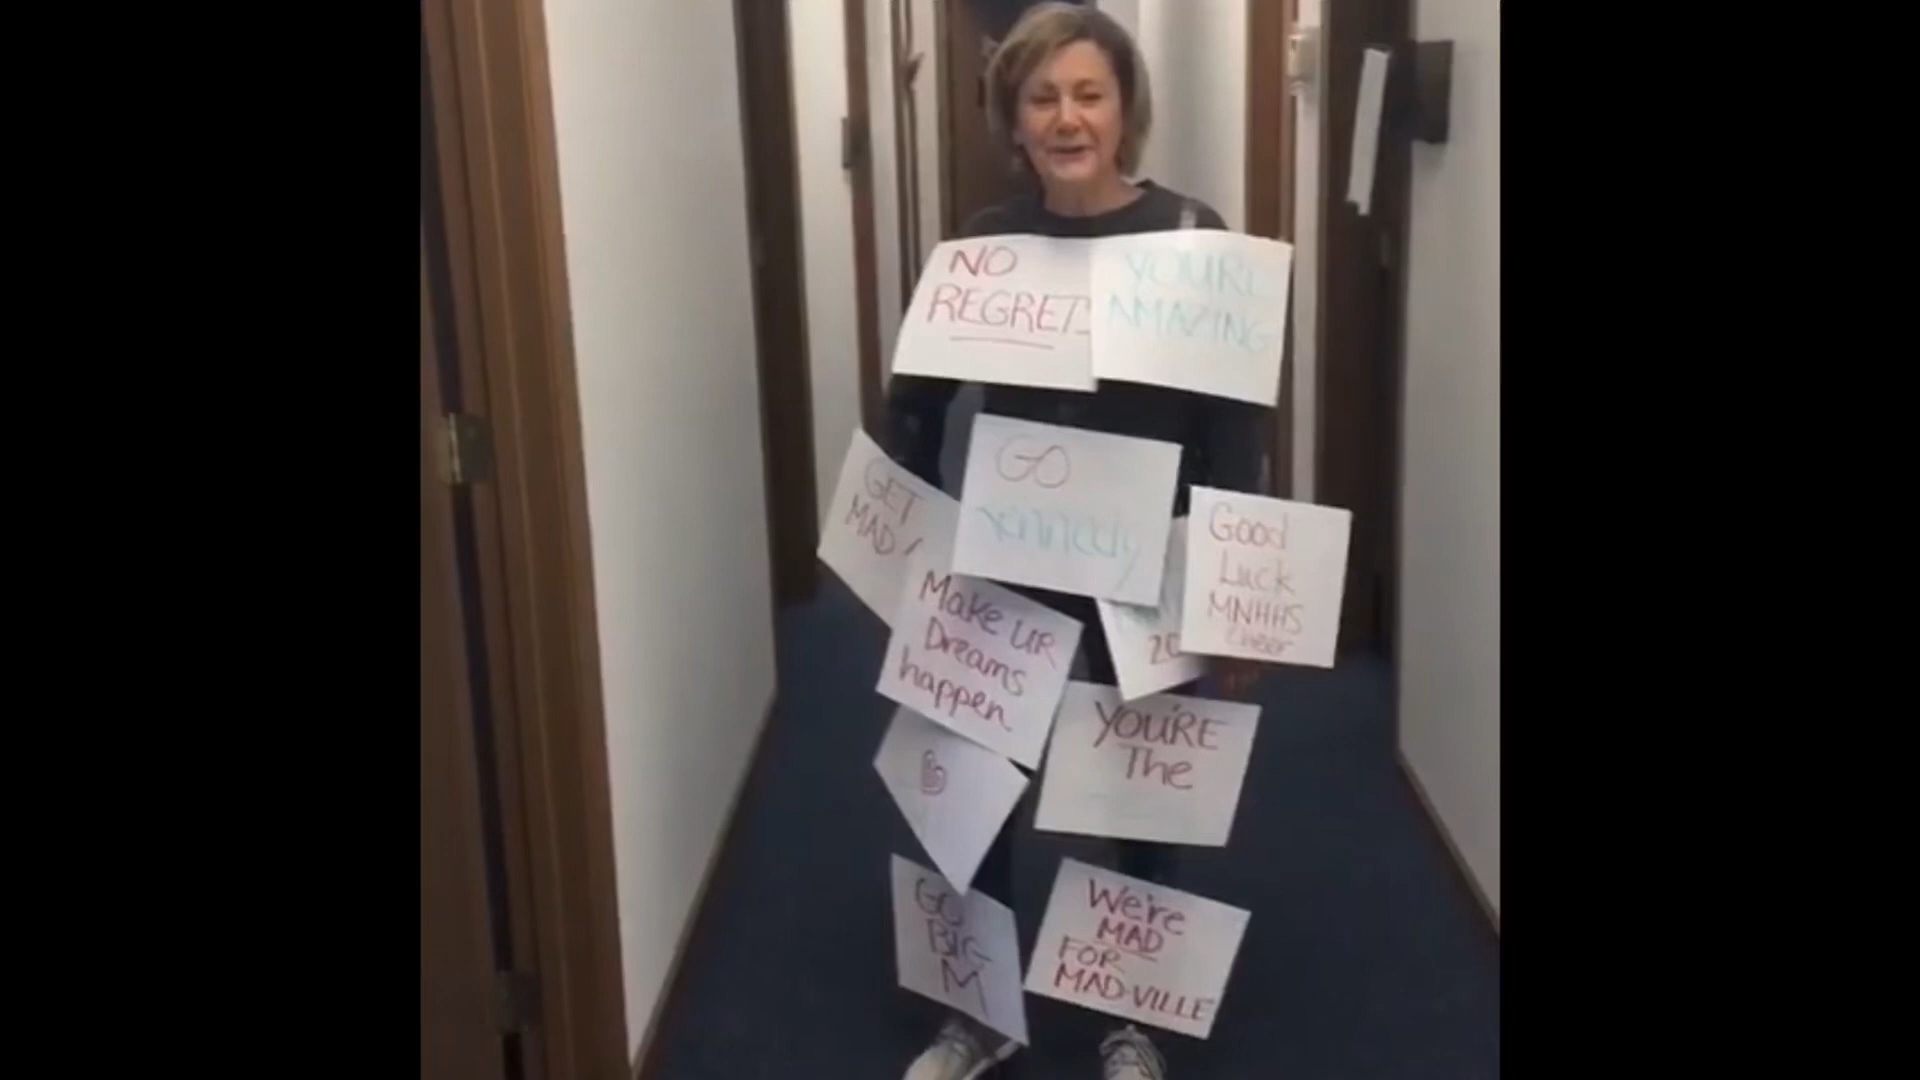 NO
REGRETS
YOU'RE
AMAZING
GO
Kennedy
GET
MAD!
Good
Luck
MNHHS
Cheer
Make UR
Dreams
happen
20
YOU'RE
The
GO
BIG
M
We're
MAD
FOR
MAD-VILLE